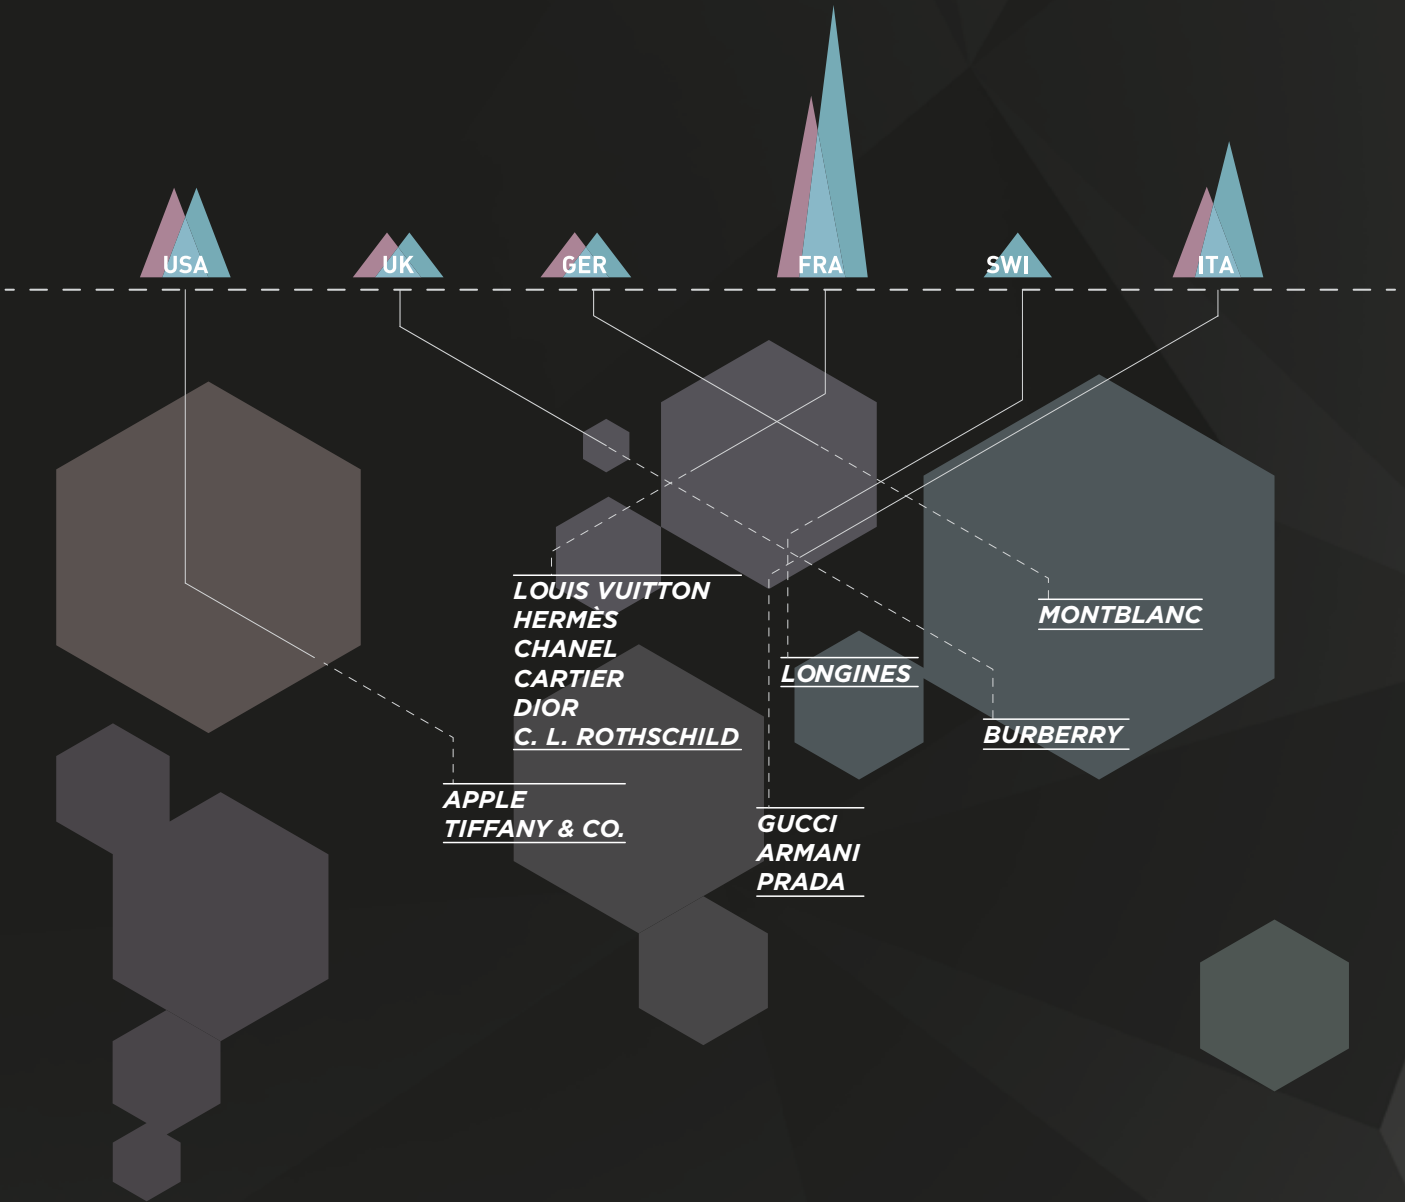 USA
UK
GER
FRA
SWI
ITA
LOUIS VUITTON
HERMÈS
CHANEL
CARTIER
DIOR
C. L. ROTHSCHILD
MONTBLANC
LONGINES
BURBERRY
APPLE
TIFFANY & CO.
GUCCI
ARMANI
PRADA